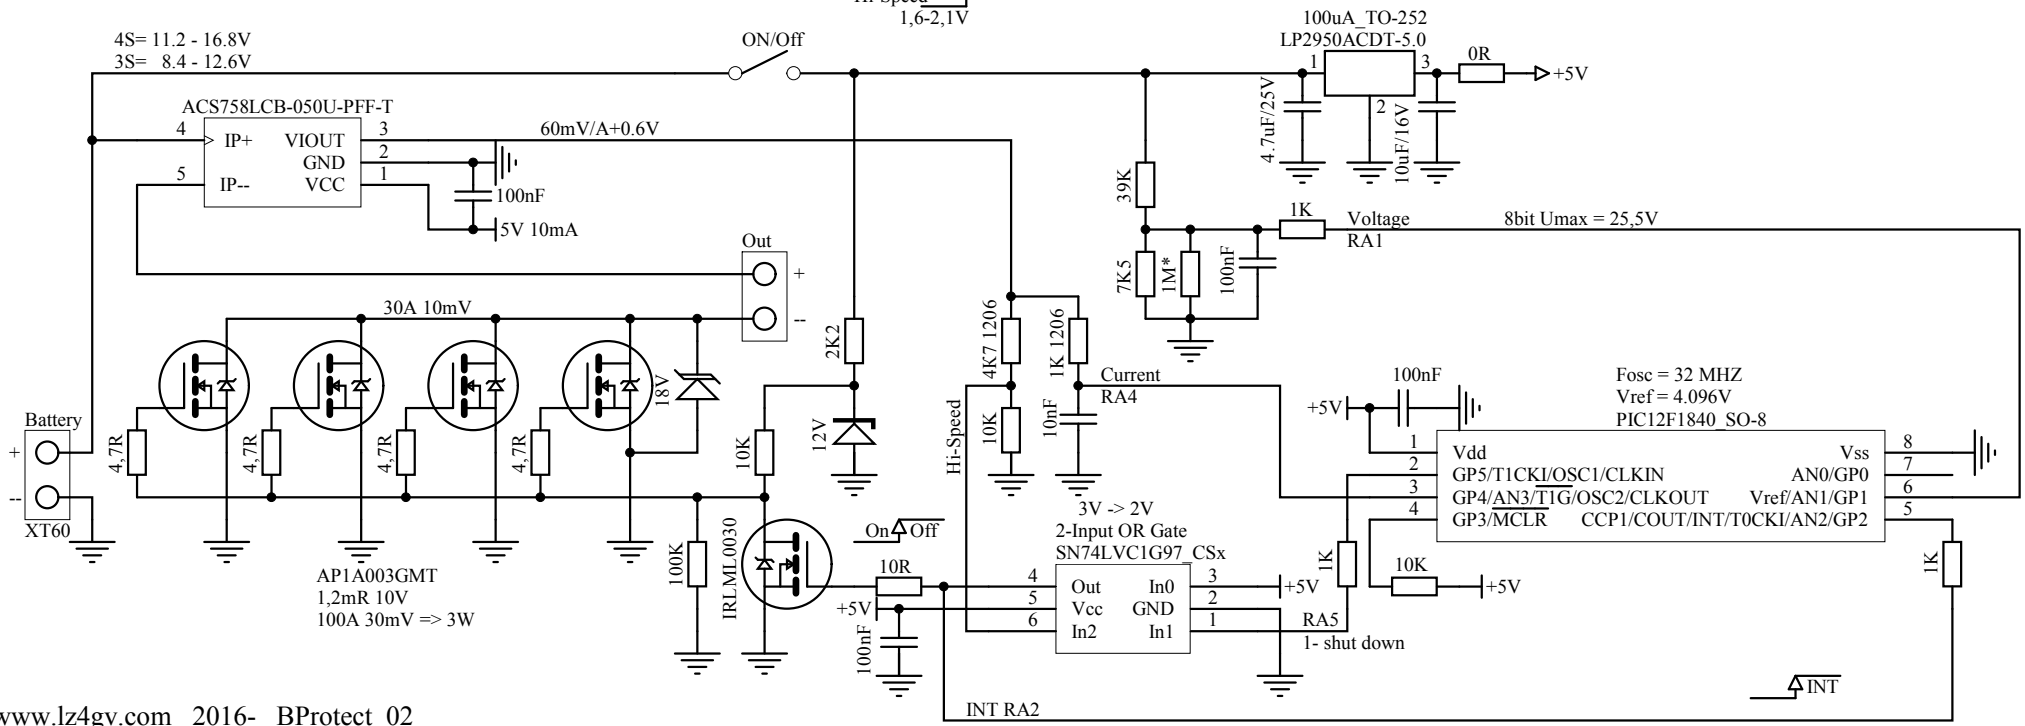 1,6-2,1V
100uA_TO-252
LP2950ACDT-5.0
4S= 11.2 - 16.8V
3S= 8.4 - 12.6V
ON/Off
1
3
2
0R
+5V
4.7uF/25V
10uF/16V
ACS758LCB-050U-PFF-T
4
IP+
VIOUT
3
GND
2
5
IP--
VCC
1
60mV/A+0.6V
100nF
5V 10mA
39K
1K
Voltage
RA1
8bit Umax = 25,5V
7K5
1M*
100nF
Out
+
--
30A 10mV
18V
2K2
12V
10K
4K7 1206
1K 1206
Current
RA4
10K
10nF
Hi-Speed
100nF
+5V
Fosc = 32 MHZ
Vref = 4.096V
PIC12F1840_SO-8
1
Vdd
Vss
8
2
GP5/T1CKI/OSC1/CLKIN
AN0/GP0
7
3
GP4/AN3/T1G/OSC2/CLKOUT
Vref/AN1/GP1
6
4
GP3/MCLR
CCP1/COUT/INT/T0CKI/AN2/GP2
5
Battery
+
--
XT60
4,7R
4,7R
4,7R
4,7R
AP1A003GMT
1,2mR 10V
100A 30mV => 3W
100K
IRLML0030
On
Off
10R
+5V
100nF
3V -> 2V
2-Input OR Gate
SN74LVC1G97_CSx
4
Out
In0
3
+5V
5
Vcc
GND
2
6
In2
In1
1
RA5
1- shut down
1K
10K
+5V
1K
INT
INT RA2
www.lz4gv.com 2016- BProtect_02